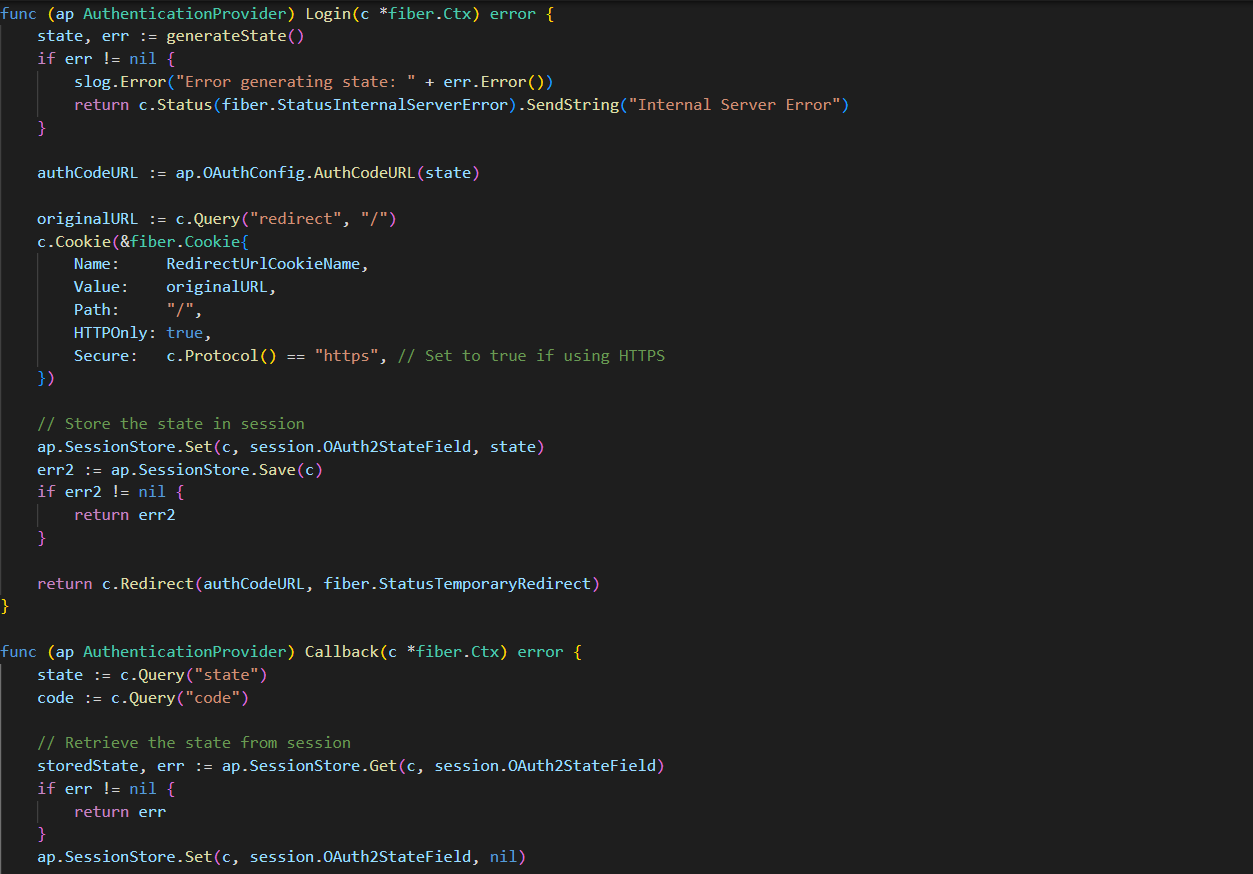 func (ap AuthenticationProvider) Login(c *fiber.Ctx) error {
    state, err := generateState()
    if err != nil {
        slog.Error("Error generating state: " + err.Error())
        return c.Status(fiber.StatusInternalServerError).SendString("Internal Server Error")
    }

    authCodeURL := ap.OAuthConfig.AuthCodeURL(state)

    originalURL := c.Query("redirect", "/")
    c.Cookie(&fiber.Cookie{
        Name:     RedirectUrlCookieName,
        Value:    originalURL,
        Path:     "/",
        HTTPOnly: true,
        Secure:   c.Protocol() == "https", // Set to true if using HTTPS
    })

    // Store the state in session
    ap.SessionStore.Set(c, session.OAuth2StateField, state)
    err2 := ap.SessionStore.Save(c)
    if err2 != nil {
        return err2
    }

    return c.Redirect(authCodeURL, fiber.StatusTemporaryRedirect)
}

func (ap AuthenticationProvider) Callback(c *fiber.Ctx) error {
    state := c.Query("state")
    code := c.Query("code")

    // Retrieve the state from session
    storedState, err := ap.SessionStore.Get(c, session.OAuth2StateField)
    if err != nil {
        return err
    }
    ap.SessionStore.Set(c, session.OAuth2StateField, nil)